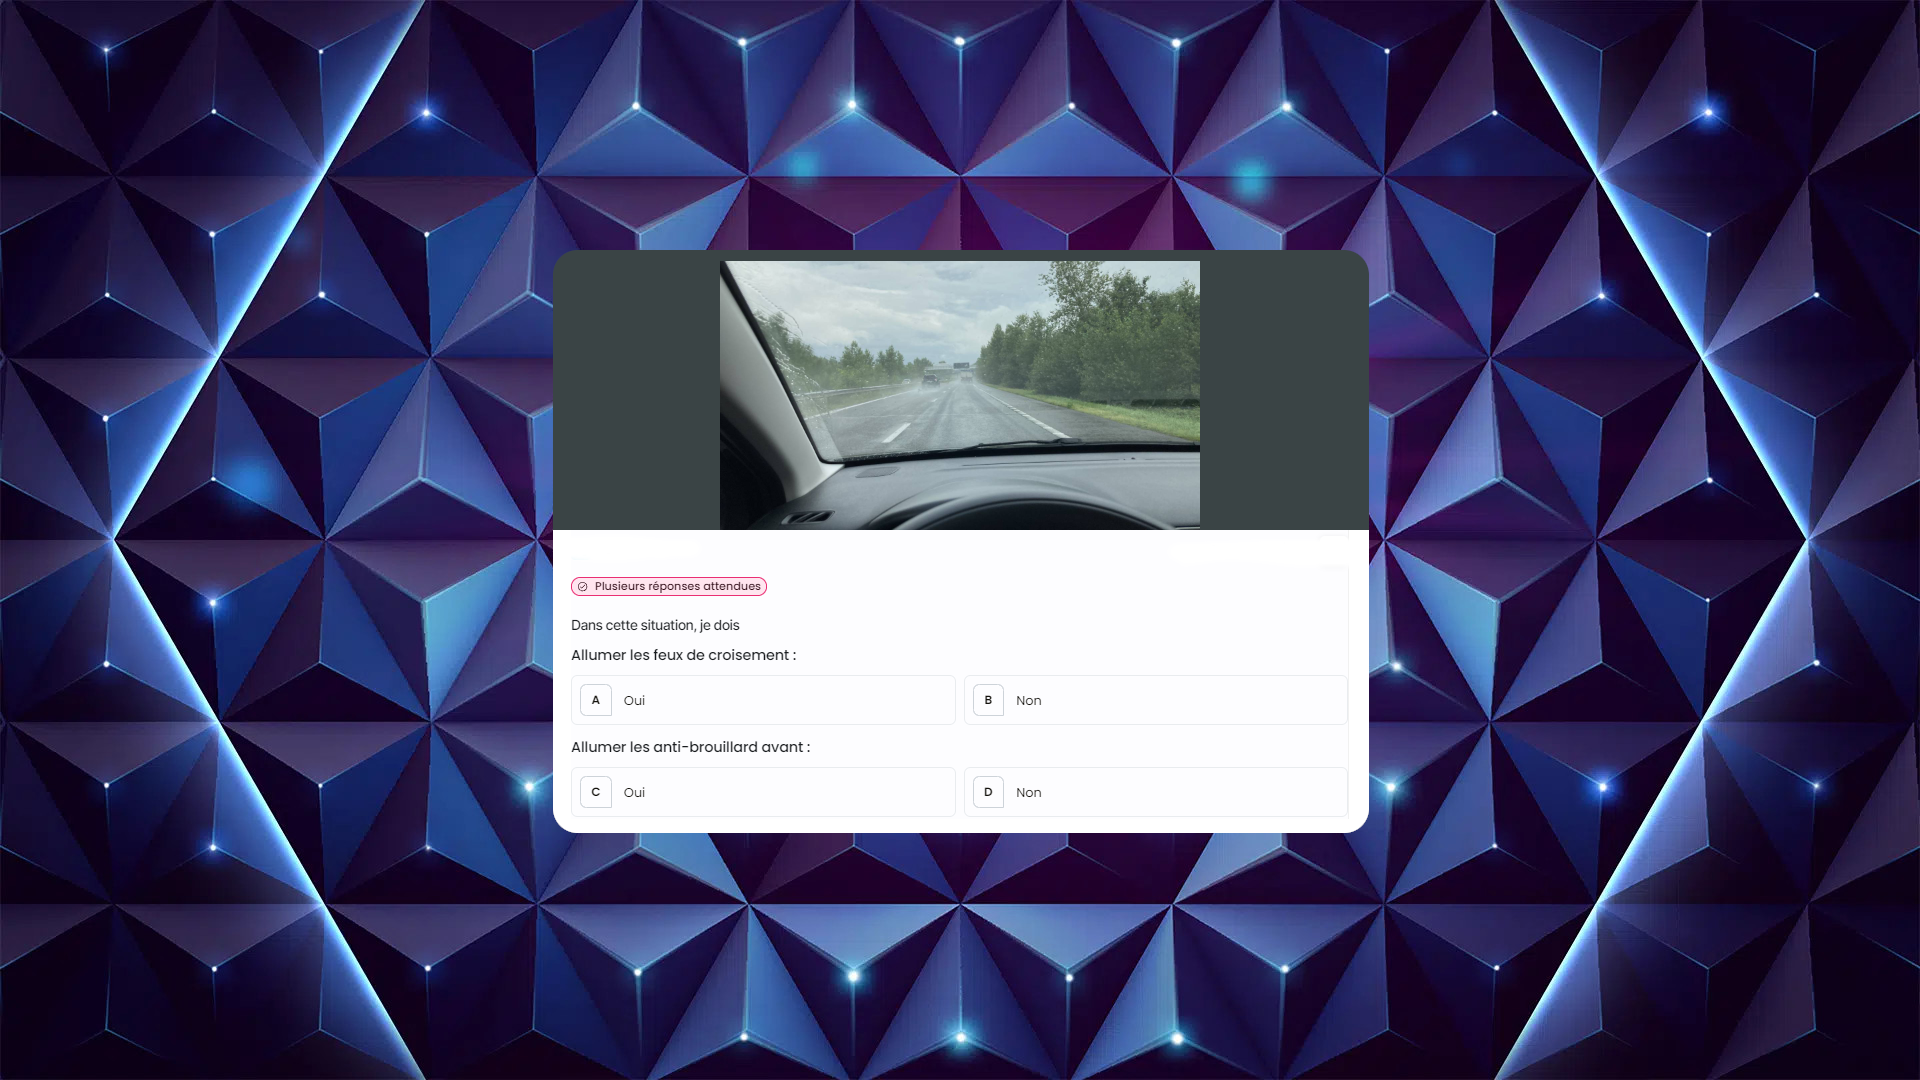 Plusieurs réponses attendues
Dans cette situation, je dois
Allumer les feux de croisement :
A Oui
B Non
Allumer les anti-brouillard avant :
C Oui
D Non